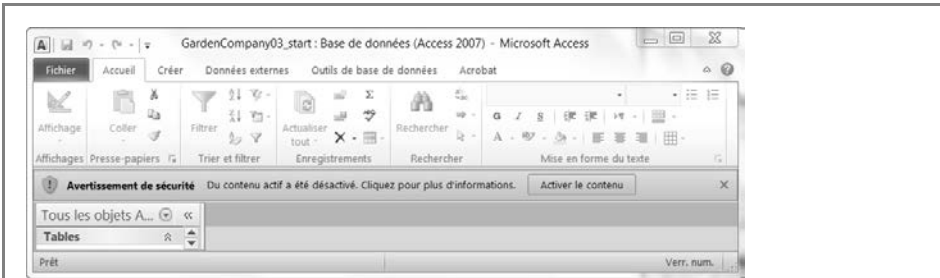 A GardenCompany03_start : Base de données (Access 2007) - Microsoft Access
Fichier Accueil Créer Données externes Outils de base de données Acrobat
Affichage Coller Filtrer Actualiser tout Rechercher G I S A
Affichages Presse-papiers Trier et filtrer Enregistrements Rechercher Mise en forme du texte
Avertissement de sécurité Du contenu actif a été désactivé. Cliquez pour plus d'informations. Activer le contenu
Tous les objets A...
Tables
Prêt Verr. num.